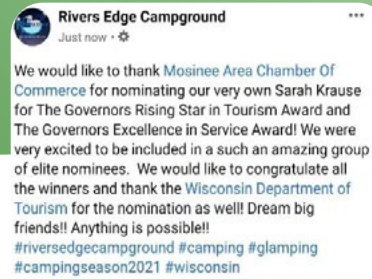 Rivers Edge Campground
Just now ·
We would like to thank Mosinee Area Chamber Of
Commerce for nominating our very own Sarah Krause
for The Governors Rising Star in Tourism Award and
The Governors Excellence in Service Award! We were
very excited to be included in a such an amazing group
of elite nominees. We would like to congratulate all
the winners and thank the Wisconsin Department of
Tourism for the nomination as well! Dream big
friends!! Anything is possible!!
#riversedgecampground #camping #glamping
#campingseason2021 #wisconsin